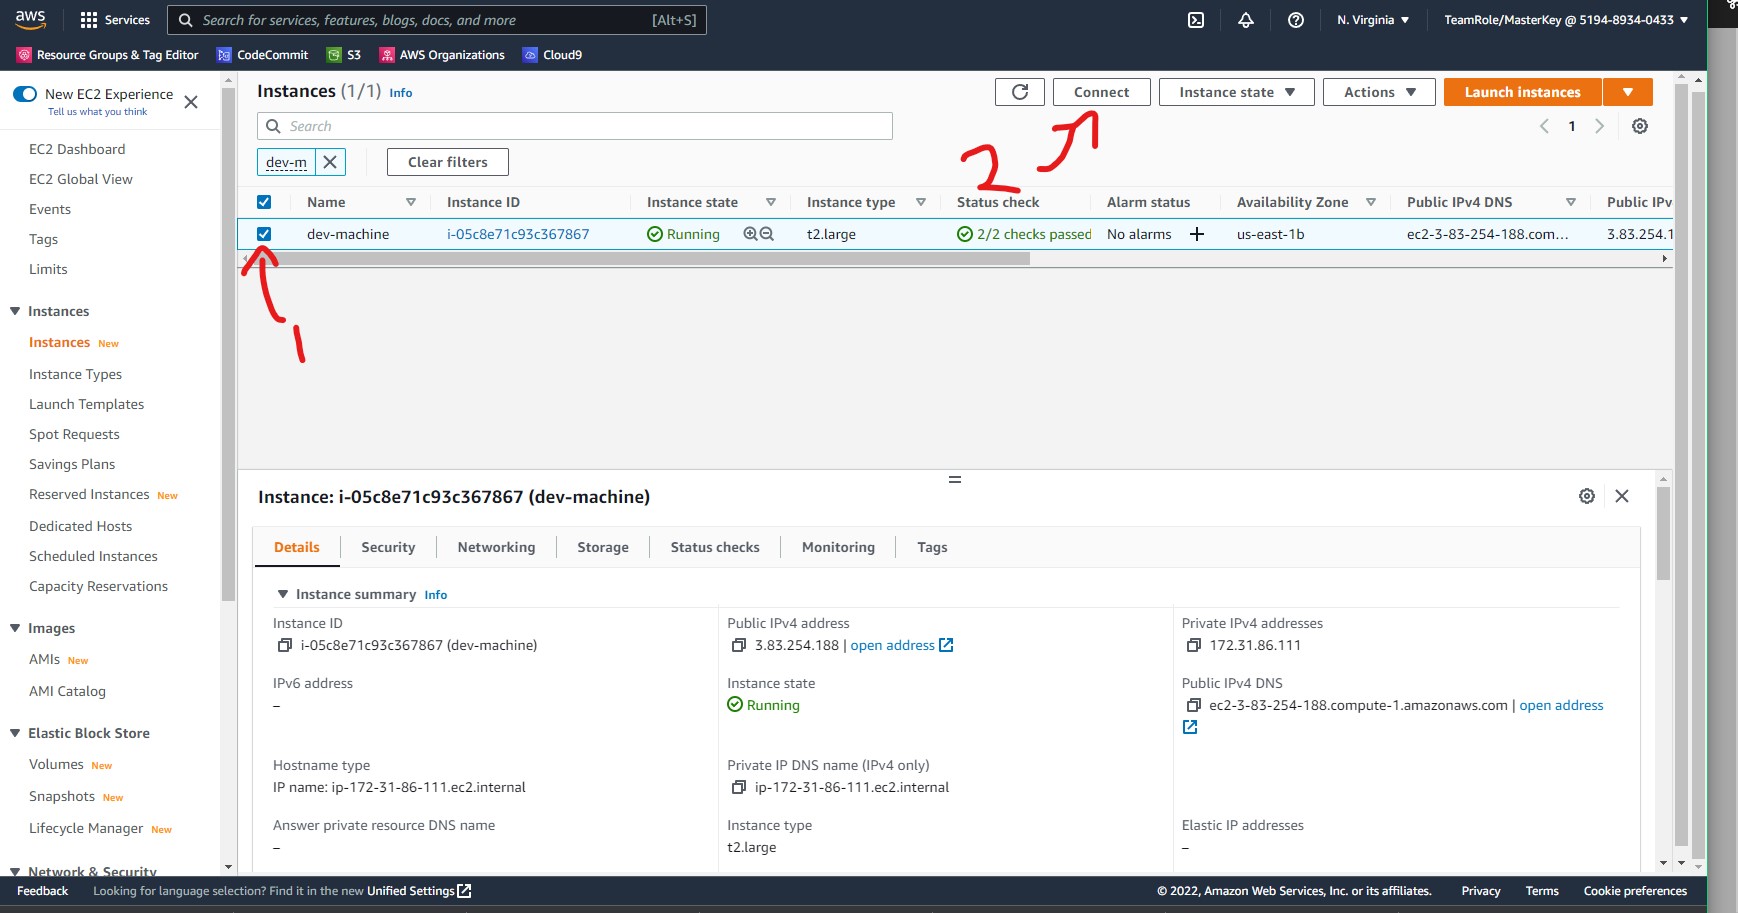 aws Services Search for services, features, blogs, docs, and more [Alt+S] N. Virginia TeamRole/MasterKey @ 5194-8934-0433
Resource Groups & Tag Editor CodeCommit S3 AWS Organizations Cloud9
New EC2 Experience
Tell us what you think
EC2 Dashboard
EC2 Global View
Events
Tags
Limits
Instances
Instances New
Instance Types
Launch Templates
Spot Requests
Savings Plans
Reserved Instances New
Dedicated Hosts
Scheduled Instances
Capacity Reservations
Images
AMIs New
AMI Catalog
Elastic Block Store
Volumes New
Snapshots New
Lifecycle Manager New
Network & Security
Instances (1/1) Info Connect Instance state Actions Launch instances
Search 1
dev-m Clear filters 2
Name Instance ID Instance state Instance type Status check Alarm status Availability Zone Public IPv4 DNS Public IPv
dev-machine i-05c8e71c93c367867 Running t2.large 2/2 checks passed No alarms + us-east-1b ec2-3-83-254-188.com... 3.83.254.1
1
Instance: i-05c8e71c93c367867 (dev-machine)
Details Security Networking Storage Status checks Monitoring Tags
Instance summary Info
Instance ID
i-05c8e71c93c367867 (dev-machine)
Public IPv4 address
3.83.254.188 | open address
Private IPv4 addresses
172.31.86.111
IPv6 address
–
Instance state
Running
Public IPv4 DNS
ec2-3-83-254-188.compute-1.amazonaws.com | open address
Hostname type
IP name: ip-172-31-86-111.ec2.internal
Private IP DNS name (IPv4 only)
ip-172-31-86-111.ec2.internal
Answer private resource DNS name
–
Instance type
t2.large
Elastic IP addresses
–
Feedback Looking for language selection? Find it in the new Unified Settings © 2022, Amazon Web Services, Inc. or its affiliates. Privacy Terms Cookie preferences